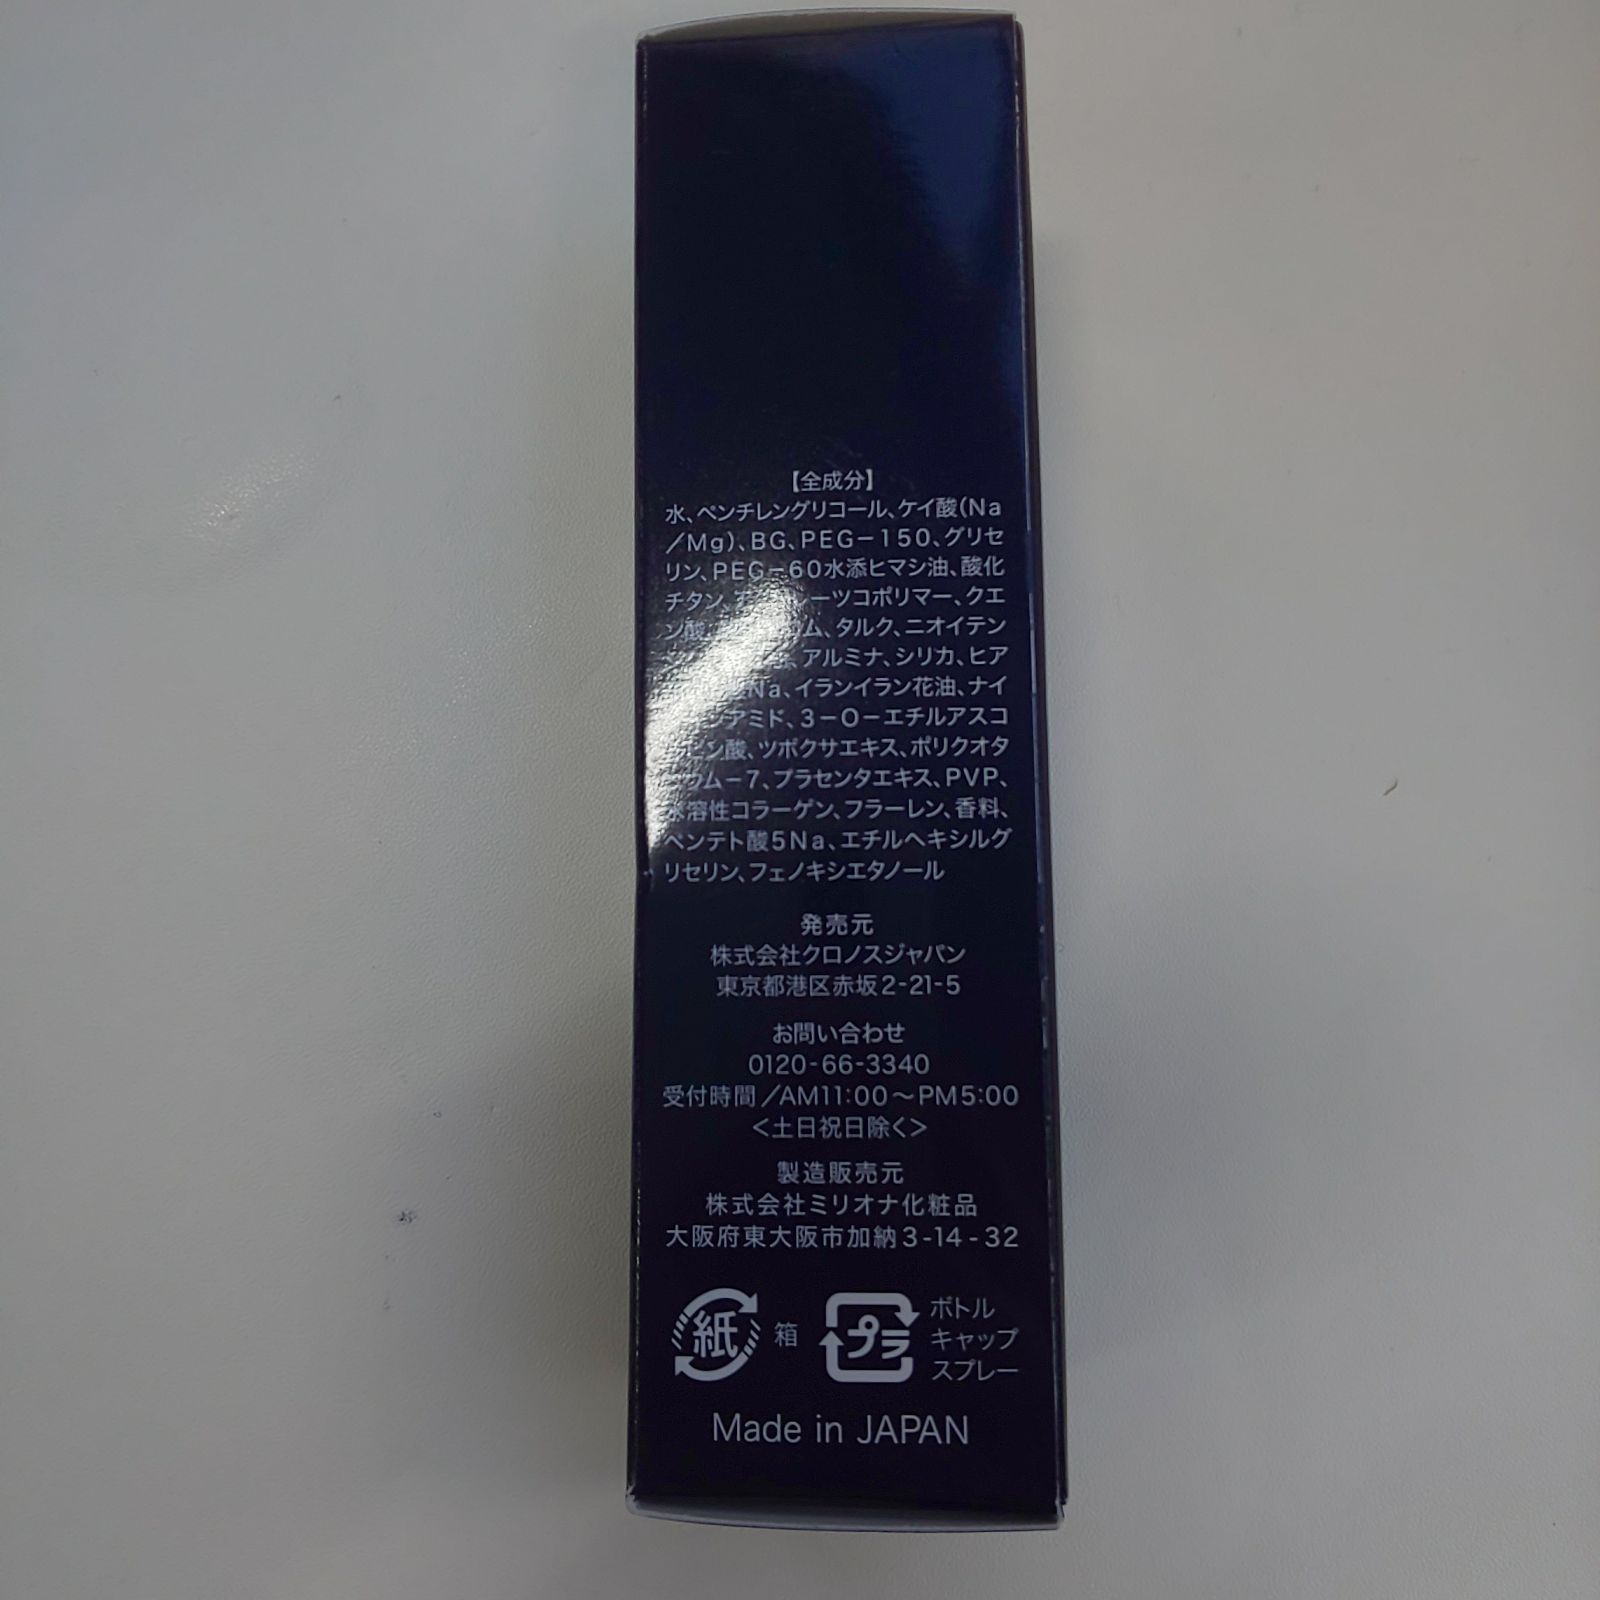 【全成分】
水、ペンチレングリコール、ケイ酸(Na
／Mg)、BG、PEG－150、グリセ
リン、PEG－60水添ヒマシ油、酸化
チタン、ーツコポリマー、クエ
ン酸、ム、タルク、ニオイテン
アルミナ、シリカ、ヒア
Na、イランイラン花油、ナイ
アミド、3－O－エチルアスコ
ビン酸、ツボクサエキス、ポリクオタ
ウム－7、プラセンタエキス、PVP、
水溶性コラーゲン、フラーレン、香料、
ペンテト酸5Na、エチルヘキシルグ
リセリン、フェノキシエタノール
発売元
株式会社クロノスジャパン
東京都港区赤坂2-21-5
お問い合わせ
0120-66-3340
受付時間／AM11:00～PM5:00
＜土日祝日除く＞
製造販売元
株式会社ミリオナ化粧品
大阪府東大阪市加納3-14-32
紙 箱
プラ ボトル
キャップ
スプレー
Made in JAPAN